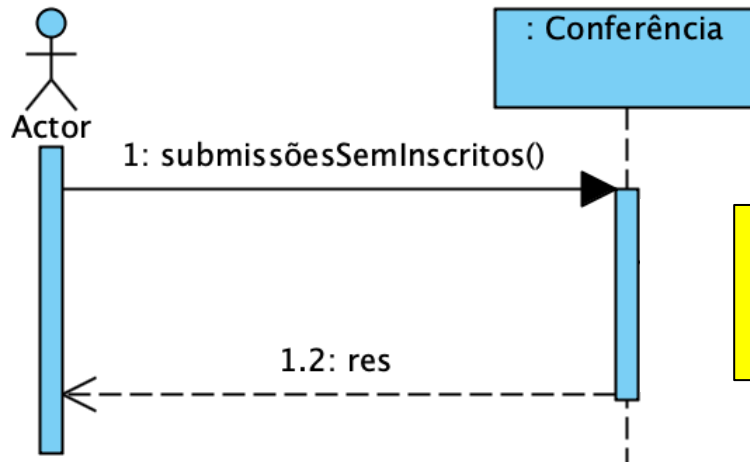 : Conferência
Actor
1: submissõesSemInscritos()
1.2: res